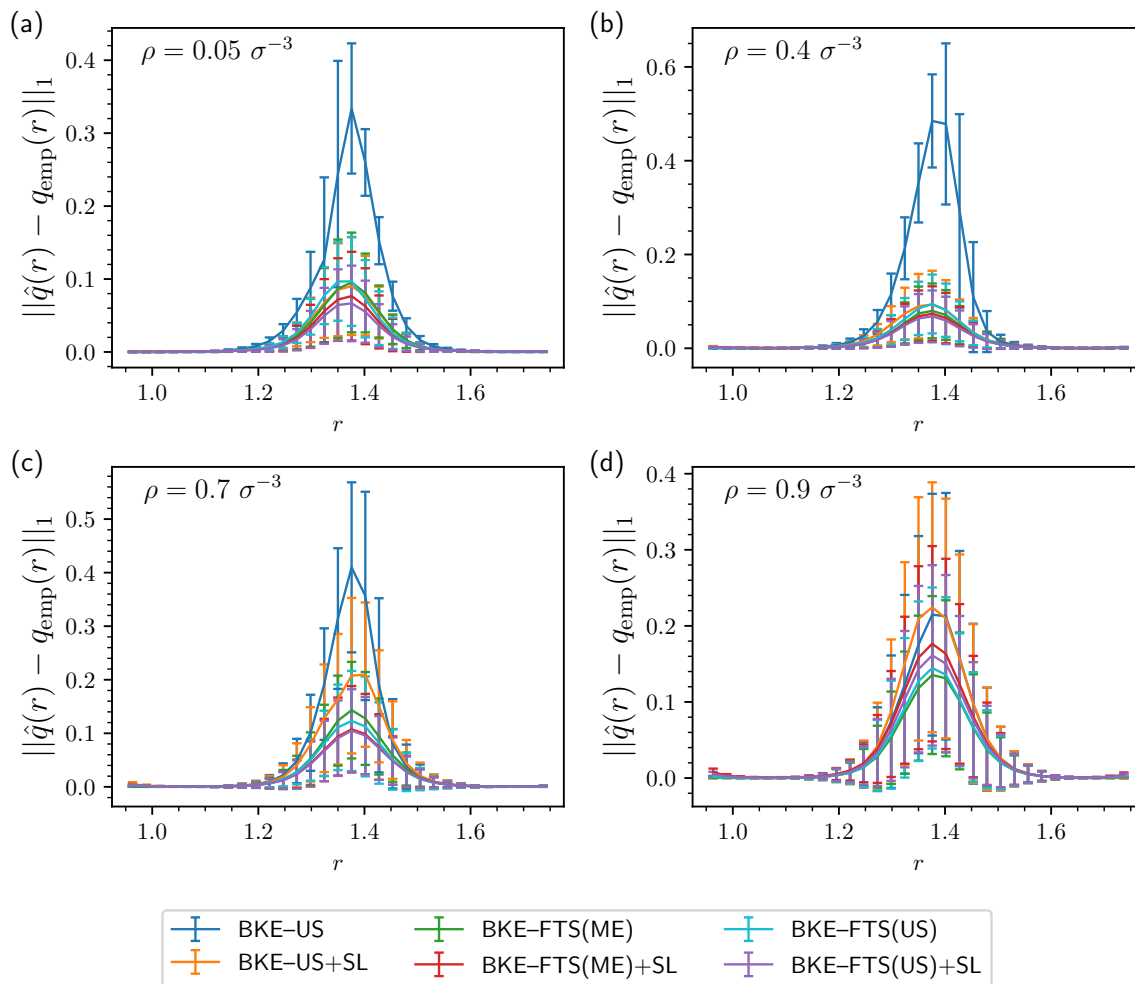 (a)
ρ = 0.05 σ⁻³
||q̂(r) − q_emp(r)||₁
0.4
0.3
0.2
0.1
0.0
1.0 1.2 1.4 1.6
r
(b)
ρ = 0.4 σ⁻³
||q̂(r) − q_emp(r)||₁
0.6
0.4
0.2
0.0
1.0 1.2 1.4 1.6
r
(c)
ρ = 0.7 σ⁻³
||q̂(r) − q_emp(r)||₁
0.5
0.4
0.3
0.2
0.1
0.0
1.0 1.2 1.4 1.6
r
(d)
ρ = 0.9 σ⁻³
||q̂(r) − q_emp(r)||₁
0.4
0.3
0.2
0.1
0.0
1.0 1.2 1.4 1.6
r
BKE–US BKE–FTS(ME) BKE–FTS(US)
BKE–US+SL BKE–FTS(ME)+SL BKE–FTS(US)+SL